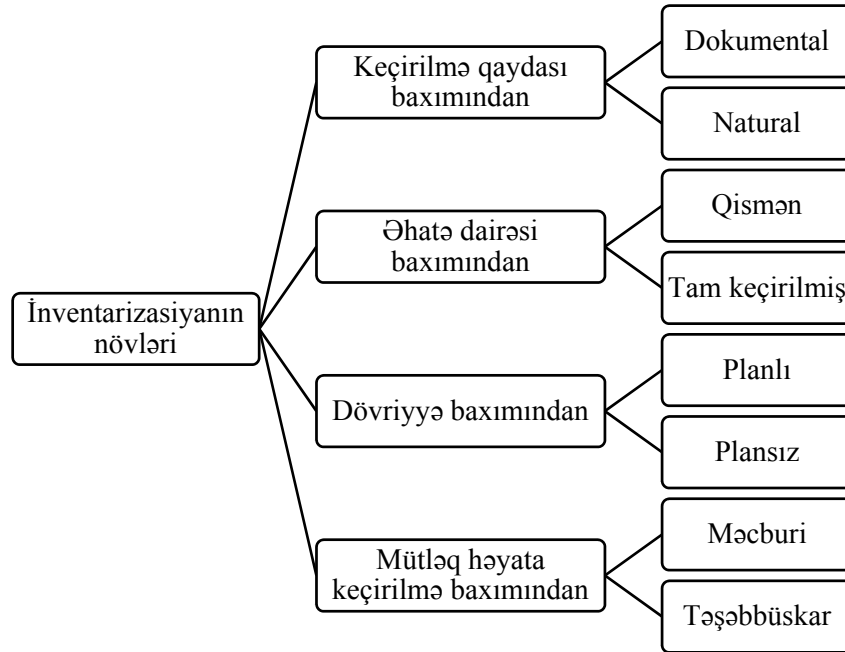 İnventarizasiyanın
növləri
Keçirilmə qaydası
baxımından
Dokumental
Natural
Əhatə dairəsi
baxımından
Qismən
Tam keçirilmiş
Dövriyyə baxımından
Planlı
Plansız
Mütləq həyata
keçirilmə baxımından
Məcburi
Təşəbbüskar